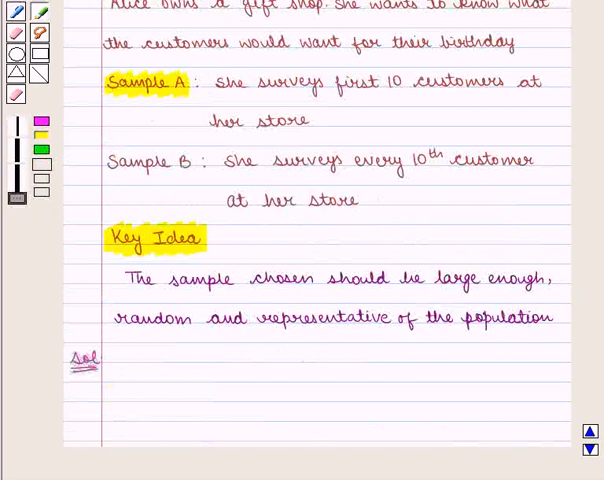 Alice owns a gift shop. She wants to know what
the customers would want for their birthday
Sample A : She surveys first 10 customers at
her store
Sample B : She surveys every 10th customer
at her store
Key Idea
The sample chosen should be large enough,
random and representative of the population
Sol